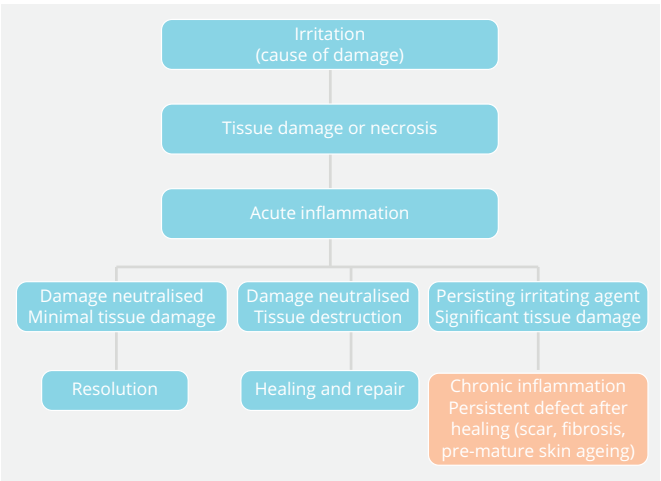 Irritation
(cause of damage)
Tissue damage or necrosis
Acute inflammation
Damage neutralised
Minimal tissue damage
Damage neutralised
Tissue destruction
Persisting irritating agent
Significant tissue damage
Resolution
Healing and repair
Chronic inflammation
Persistent defect after
healing (scar, fibrosis,
pre-mature skin ageing)